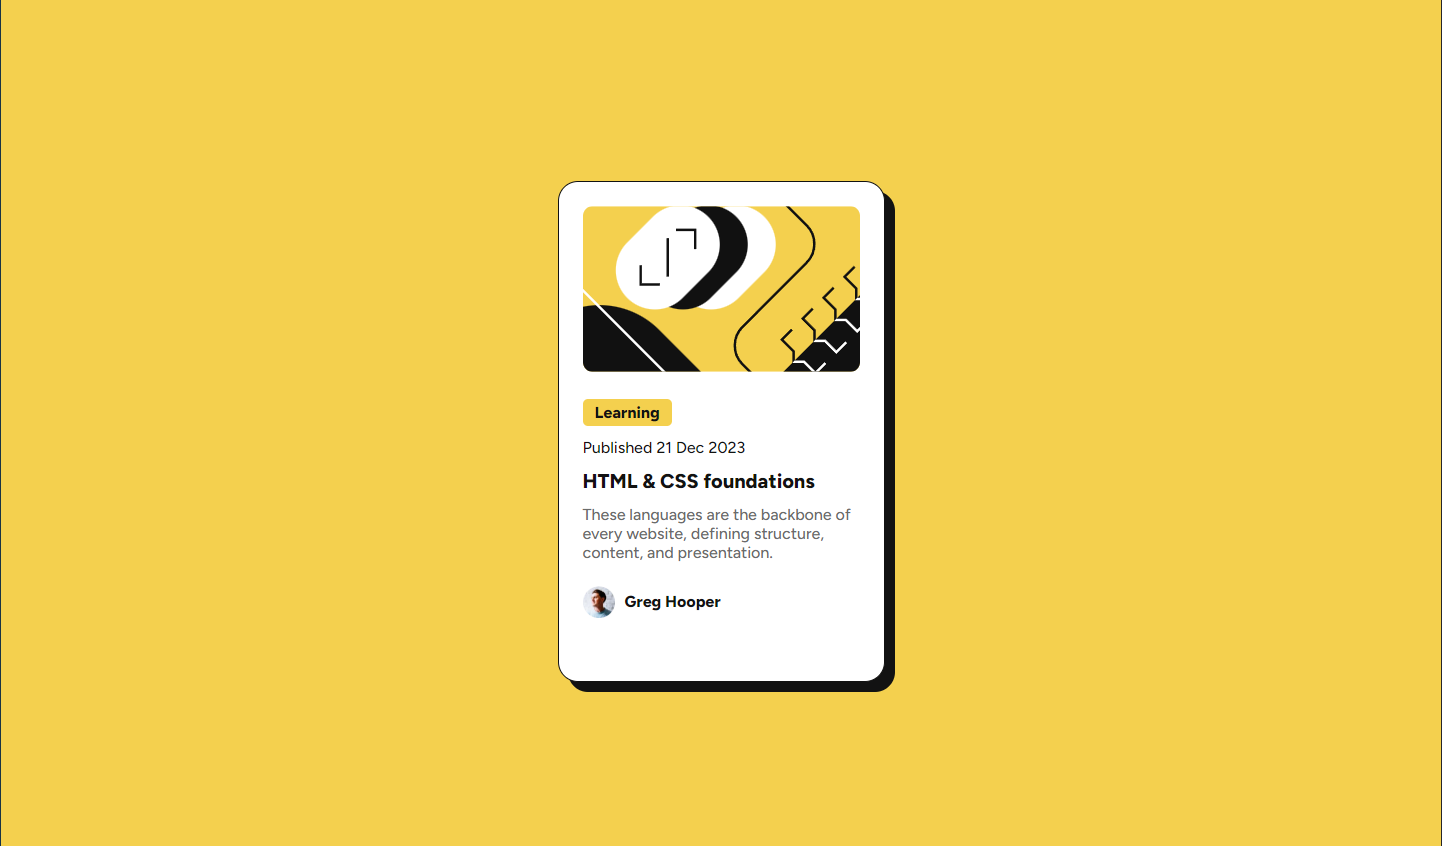 Learning
Published 21 Dec 2023
HTML & CSS foundations
These languages are the backbone of
every website, defining structure,
content, and presentation.
Greg Hooper